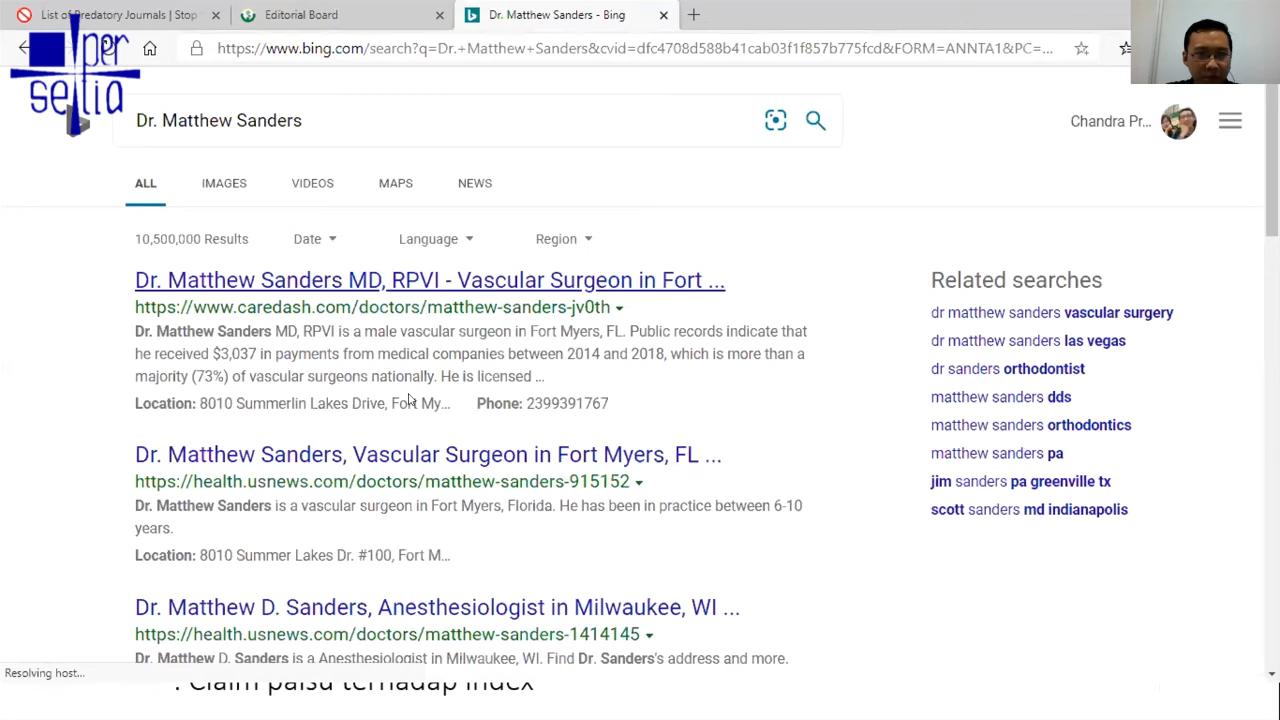 List of Predatory Journals | Stop
Editorial Board
Dr. Matthew Sanders - Bing
https://www.bing.com/search?q=Dr.+Matthew+Sanders&cvid=dfc4708d588b41cab03f1f857b775fcd&FORM=ANNTA1&PC=...
per
setia
Dr. Matthew Sanders
Chandra Pr...
ALL IMAGES VIDEOS MAPS NEWS
10,500,000 Results Date Language Region
Dr. Matthew Sanders MD, RPVI - Vascular Surgeon in Fort ...
https://www.caredash.com/doctors/matthew-sanders-jv0th
Dr. Matthew Sanders MD, RPVI is a male vascular surgeon in Fort Myers, FL. Public records indicate that
he received $3,037 in payments from medical companies between 2014 and 2018, which is more than a
majority (73%) of vascular surgeons nationally. He is licensed ...
Location: 8010 Summerlin Lakes Drive, Fort My... Phone: 2399391767
Dr. Matthew Sanders, Vascular Surgeon in Fort Myers, FL ...
https://health.usnews.com/doctors/matthew-sanders-915152
Dr. Matthew Sanders is a vascular surgeon in Fort Myers, Florida. He has been in practice between 6-10
years.
Location: 8010 Summer Lakes Dr. #100, Fort M...
Dr. Matthew D. Sanders, Anesthesiologist in Milwaukee, WI ...
https://health.usnews.com/doctors/matthew-sanders-1414145
Dr. Matthew D. Sanders is a Anesthesiologist in Milwaukee, WI. Find Dr. Sanders's address and more.
Related searches
dr matthew sanders vascular surgery
dr matthew sanders las vegas
dr sanders orthodontist
matthew sanders dds
matthew sanders orthodontics
matthew sanders pa
jim sanders pa greenville tx
scott sanders md indianapolis
Resolving host...
. Claim palsu terhadap index